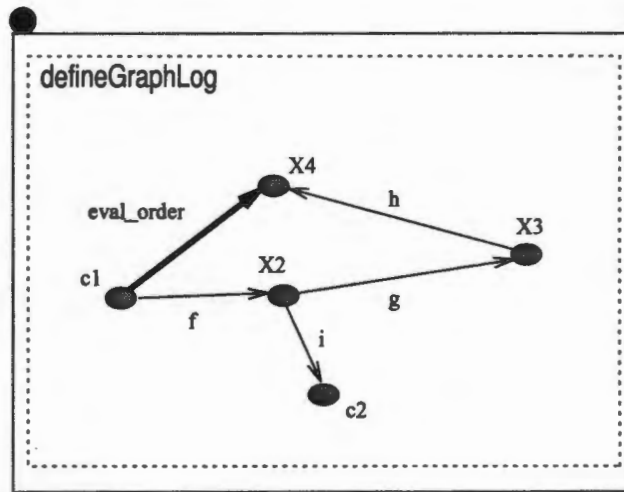 defineGraphLog
X4
h
eval_order
X3
X2
c1
g
f
i
c2